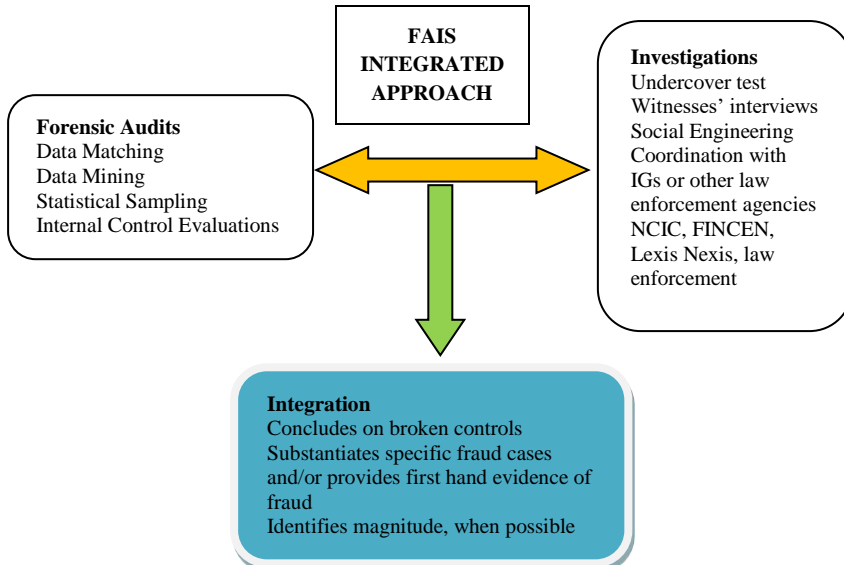 FAIS
INTEGRATED
APPROACH
Forensic Audits
Data Matching
Data Mining
Statistical Sampling
Internal Control Evaluations
Investigations
Undercover test
Witnesses’ interviews
Social Engineering
Coordination with
IGs or other law
enforcement agencies
NCIC, FINCEN,
Lexis Nexis, law
enforcement
Integration
Concludes on broken controls
Substantiates specific fraud cases
and/or provides first hand evidence of
fraud
Identifies magnitude, when possible